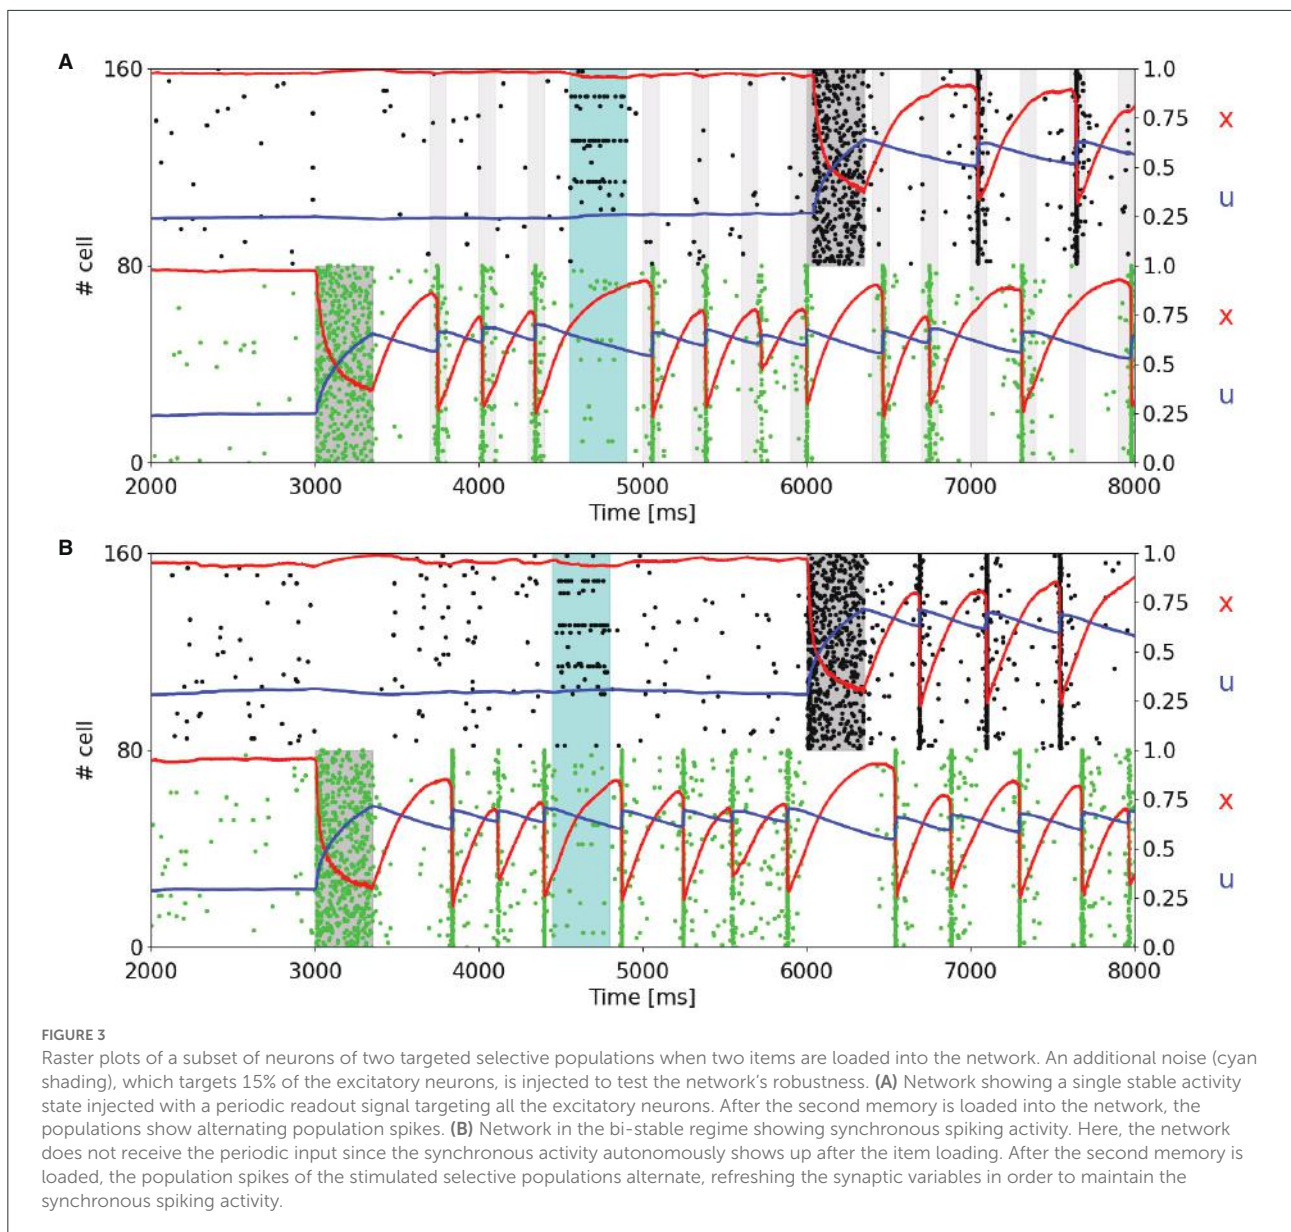 A
160
1.0
0.75
x
0.5
u
0.25
# cell
80
1.0
0.75
x
0.5
u
0.25
0
0.0
2000 3000 4000 5000 6000 7000 8000
Time [ms]
B
160
1.0
0.75
x
0.5
u
0.25
# cell
80
1.0
0.75
x
0.5
u
0.25
0
0.0
2000 3000 4000 5000 6000 7000 8000
Time [ms]
FIGURE 3
Raster plots of a subset of neurons of two targeted selective populations when two items are loaded into the network. An additional noise (cyan
shading), which targets 15% of the excitatory neurons, is injected to test the network's robustness. (A) Network showing a single stable activity
state injected with a periodic readout signal targeting all the excitatory neurons. After the second memory is loaded into the network, the
populations show alternating population spikes. (B) Network in the bi-stable regime showing synchronous spiking activity. Here, the network
does not receive the periodic input since the synchronous activity autonomously shows up after the item loading. After the second memory is
loaded, the population spikes of the stimulated selective populations alternate, refreshing the synaptic variables in order to maintain the
synchronous spiking activity.